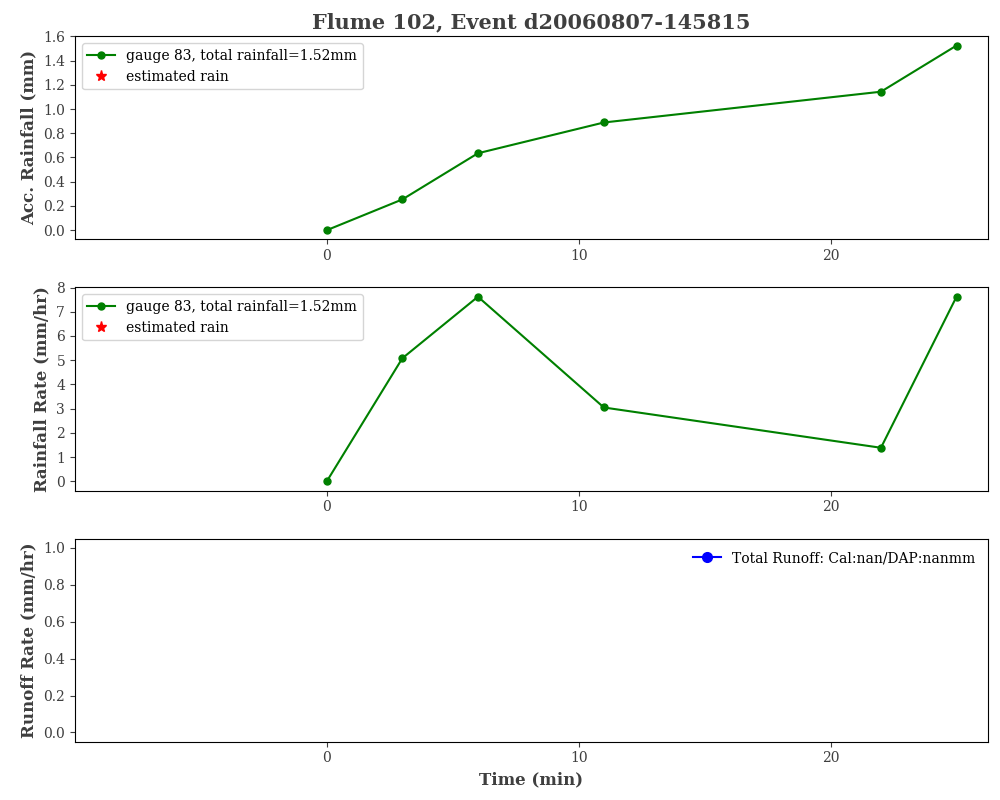 Flume 102, Event d20060807-145815
Acc. Rainfall (mm)
1.6
1.4
1.2
1.0
0.8
0.6
0.4
0.2
0.0
gauge 83, total rainfall=1.52mm
estimated rain
0 10 20
Rainfall Rate (mm/hr)
8
7
6
5
4
3
2
1
0
gauge 83, total rainfall=1.52mm
estimated rain
0 10 20
Runoff Rate (mm/hr)
1.0
0.8
0.6
0.4
0.2
0.0
Total Runoff: Cal:nan/DAP:nanmm
0 10 20
Time (min)